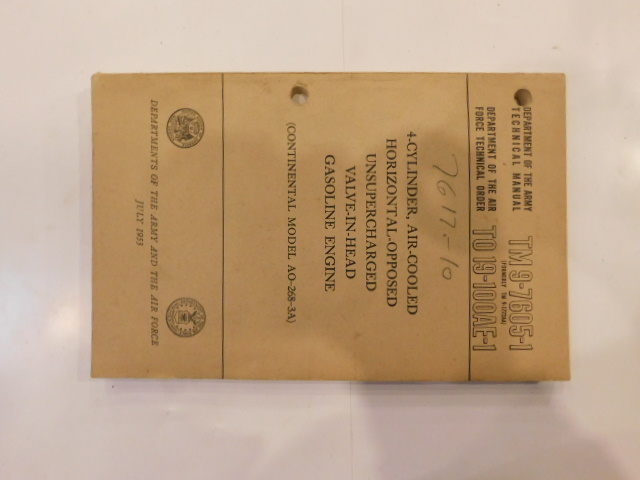 DEPARTMENT OF THE ARMY
TECHNICAL MANUAL
TM 9-7605-1
DEPARTMENT OF THE AIR
FORCE TECHNICAL ORDER
TO 19-100AE-1
7617-10
4-CYLINDER, AIR-COOLED
HORIZONTAL-OPPOSED
UNSUPERCHARGED
VALVE-IN-HEAD
GASOLINE ENGINE
(CONTINENTAL MODEL AO-268-3A)
DEPARTMENTS OF THE ARMY AND THE AIR FORCE
JULY 1955